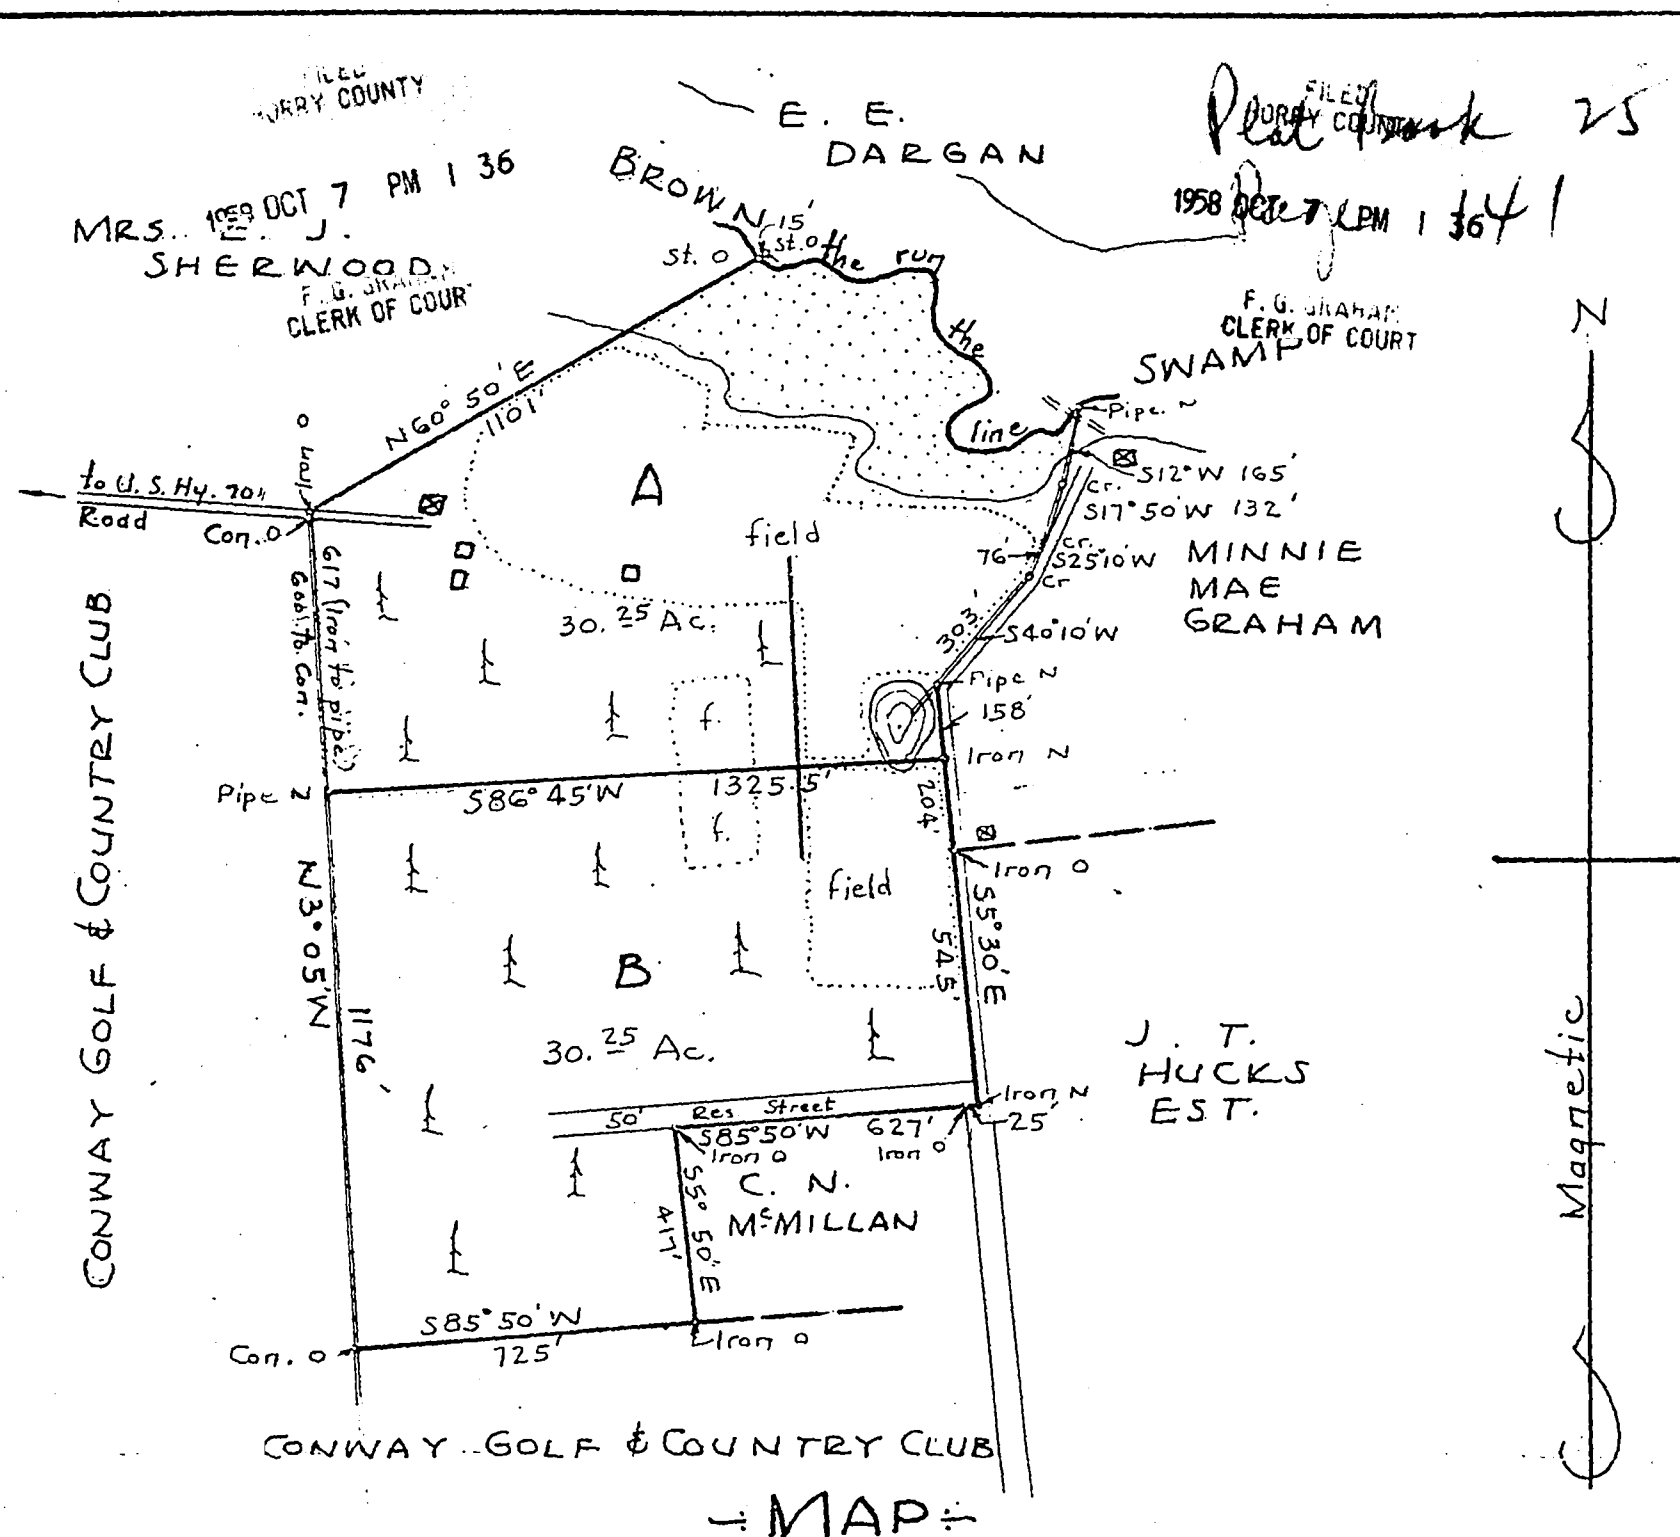 FILED
HORRY COUNTY
1958 OCT 7 PM 1 36
F. G. GRAHAM
CLERK OF COURT
Plat Book 25
Page 141
FILED
HORRY COUNTY
1958 OCT 7 PM 1 36
F. G. GRAHAM
CLERK OF COURT
E. E.
DARGAN
MRS. E. J.
SHERWOOD
BROWN
SWAMP
15'
St. O
St. O
the run
the
line
Pipe N
N60° 50' E
1101'
S12° W 165'
Cr.
S17° 50' W 132'
Cr.
76'
S25°10'W
Cr
303'
S40°10'W
MINNIE
MAE
GRAHAM
to U. S. Hy. 701
Road
Con. O
O
A
field
30.25 Ac.
617' (Iron to pipe)
to Con.
f.
Pipe N
158'
Iron N
Pipe N
S86° 45' W 1325.5'
204'
f.
Iron O
field
S5° 30' E
545'
N3° 05' W
1176'
B
30.25 Ac.
J. T.
HUCKS
EST.
50' Res Street
Iron N
25'
S85°50'W 627'
Iron O
Iron O
C. N.
McMILLAN
S5° 50' E
417'
S85° 50' W
725'
Con. O
Iron O
CONWAY GOLF & COUNTRY CLUB
CONWAY GOLF & COUNTRY CLUB
N
Magnetic
÷ MAP ÷